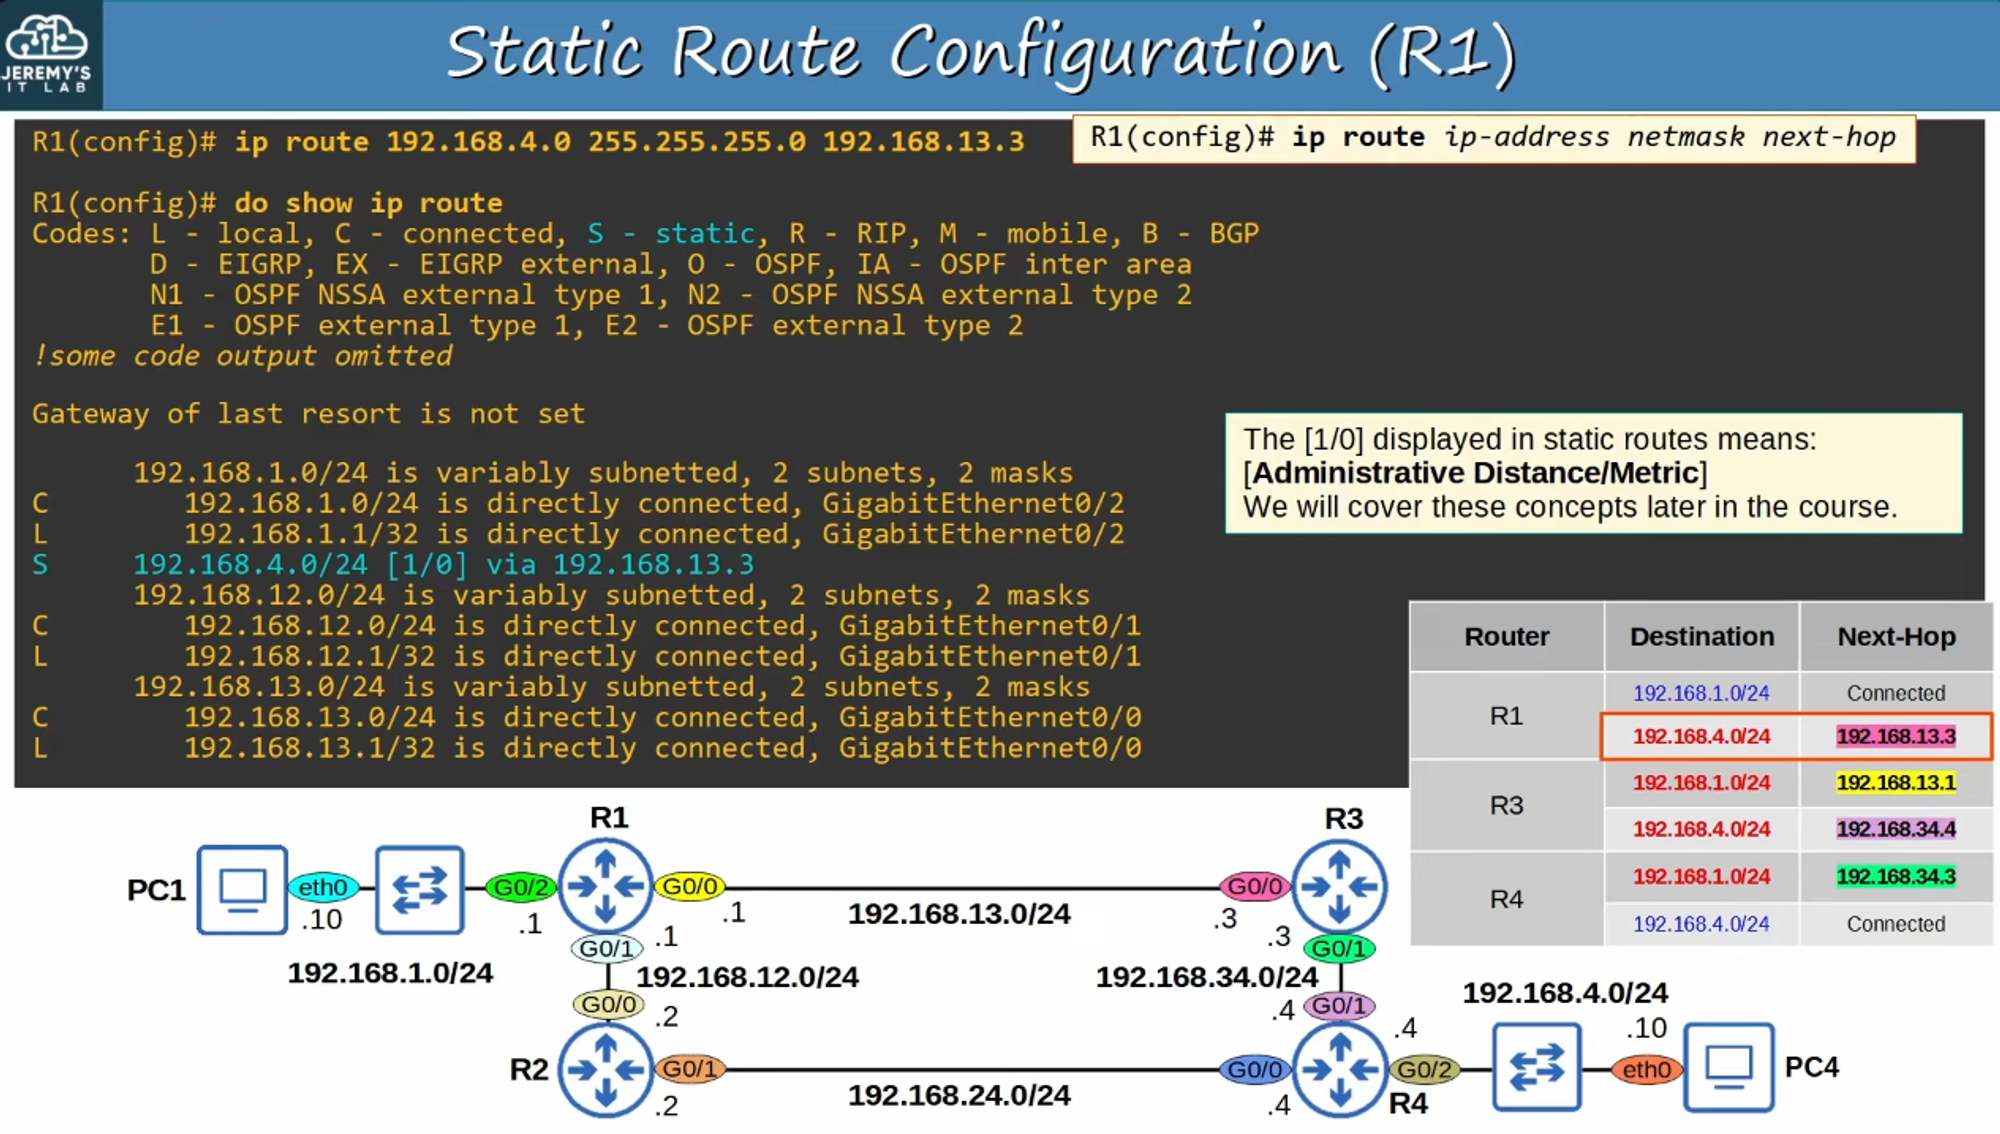 JEREMY'S
IT LAB
Static Route Configuration (R1)
R1(config)# ip route 192.168.4.0 255.255.255.0 192.168.13.3
R1(config)# ip route ip-address netmask next-hop
R1(config)# do show ip route
Codes: L - local, C - connected, S - static, R - RIP, M - mobile, B - BGP
D - EIGRP, EX - EIGRP external, O - OSPF, IA - OSPF inter area
N1 - OSPF NSSA external type 1, N2 - OSPF NSSA external type 2
E1 - OSPF external type 1, E2 - OSPF external type 2
!some code output omitted
Gateway of last resort is not set
192.168.1.0/24 is variably subnetted, 2 subnets, 2 masks
C 192.168.1.0/24 is directly connected, GigabitEthernet0/2
L 192.168.1.1/32 is directly connected, GigabitEthernet0/2
S 192.168.4.0/24 [1/0] via 192.168.13.3
192.168.12.0/24 is variably subnetted, 2 subnets, 2 masks
C 192.168.12.0/24 is directly connected, GigabitEthernet0/1
L 192.168.12.1/32 is directly connected, GigabitEthernet0/1
192.168.13.0/24 is variably subnetted, 2 subnets, 2 masks
C 192.168.13.0/24 is directly connected, GigabitEthernet0/0
L 192.168.13.1/32 is directly connected, GigabitEthernet0/0
The [1/0] displayed in static routes means:
[Administrative Distance/Metric]
We will cover these concepts later in the course.
Router Destination Next-Hop
R1
192.168.1.0/24 Connected
192.168.4.0/24 192.168.13.3
R3
192.168.1.0/24 192.168.13.1
192.168.4.0/24 192.168.34.4
R4
192.168.1.0/24 192.168.34.3
192.168.4.0/24 Connected
R1
R3
PC1
eth0
.10
G0/2
.1
G0/0
.1
192.168.13.0/24
G0/0
.3
192.168.1.0/24
G0/1
.1
192.168.12.0/24
G0/0
.2
.3
G0/1
192.168.34.0/24
.4
G0/1
192.168.4.0/24
R2
G0/1
.2
192.168.24.0/24
G0/0
.4
R4
.4
G0/2
.10
eth0
PC4